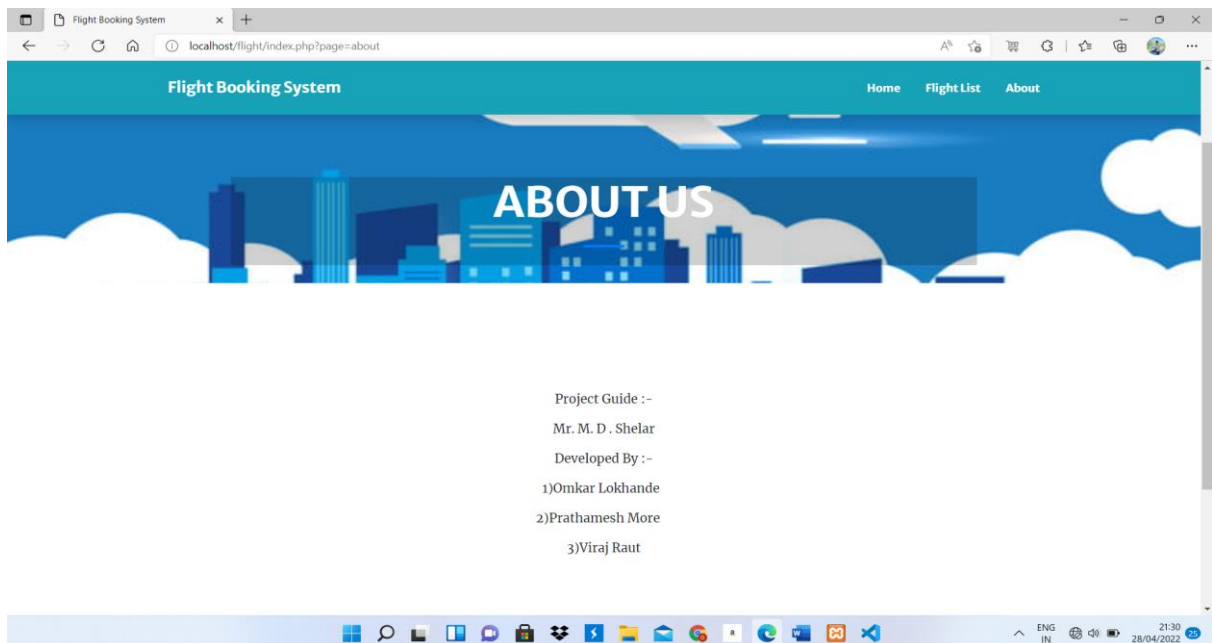 Flight Booking System
localhost/flight/index.php?page=about
Flight Booking System
Home Flight List About
ABOUT US
Project Guide :-
Mr. M. D . Shelar
Developed By :-
1)Omkar Lokhande
2)Prathamesh More
3)Viraj Raut
ENG
IN
21:30
28/04/2022
25